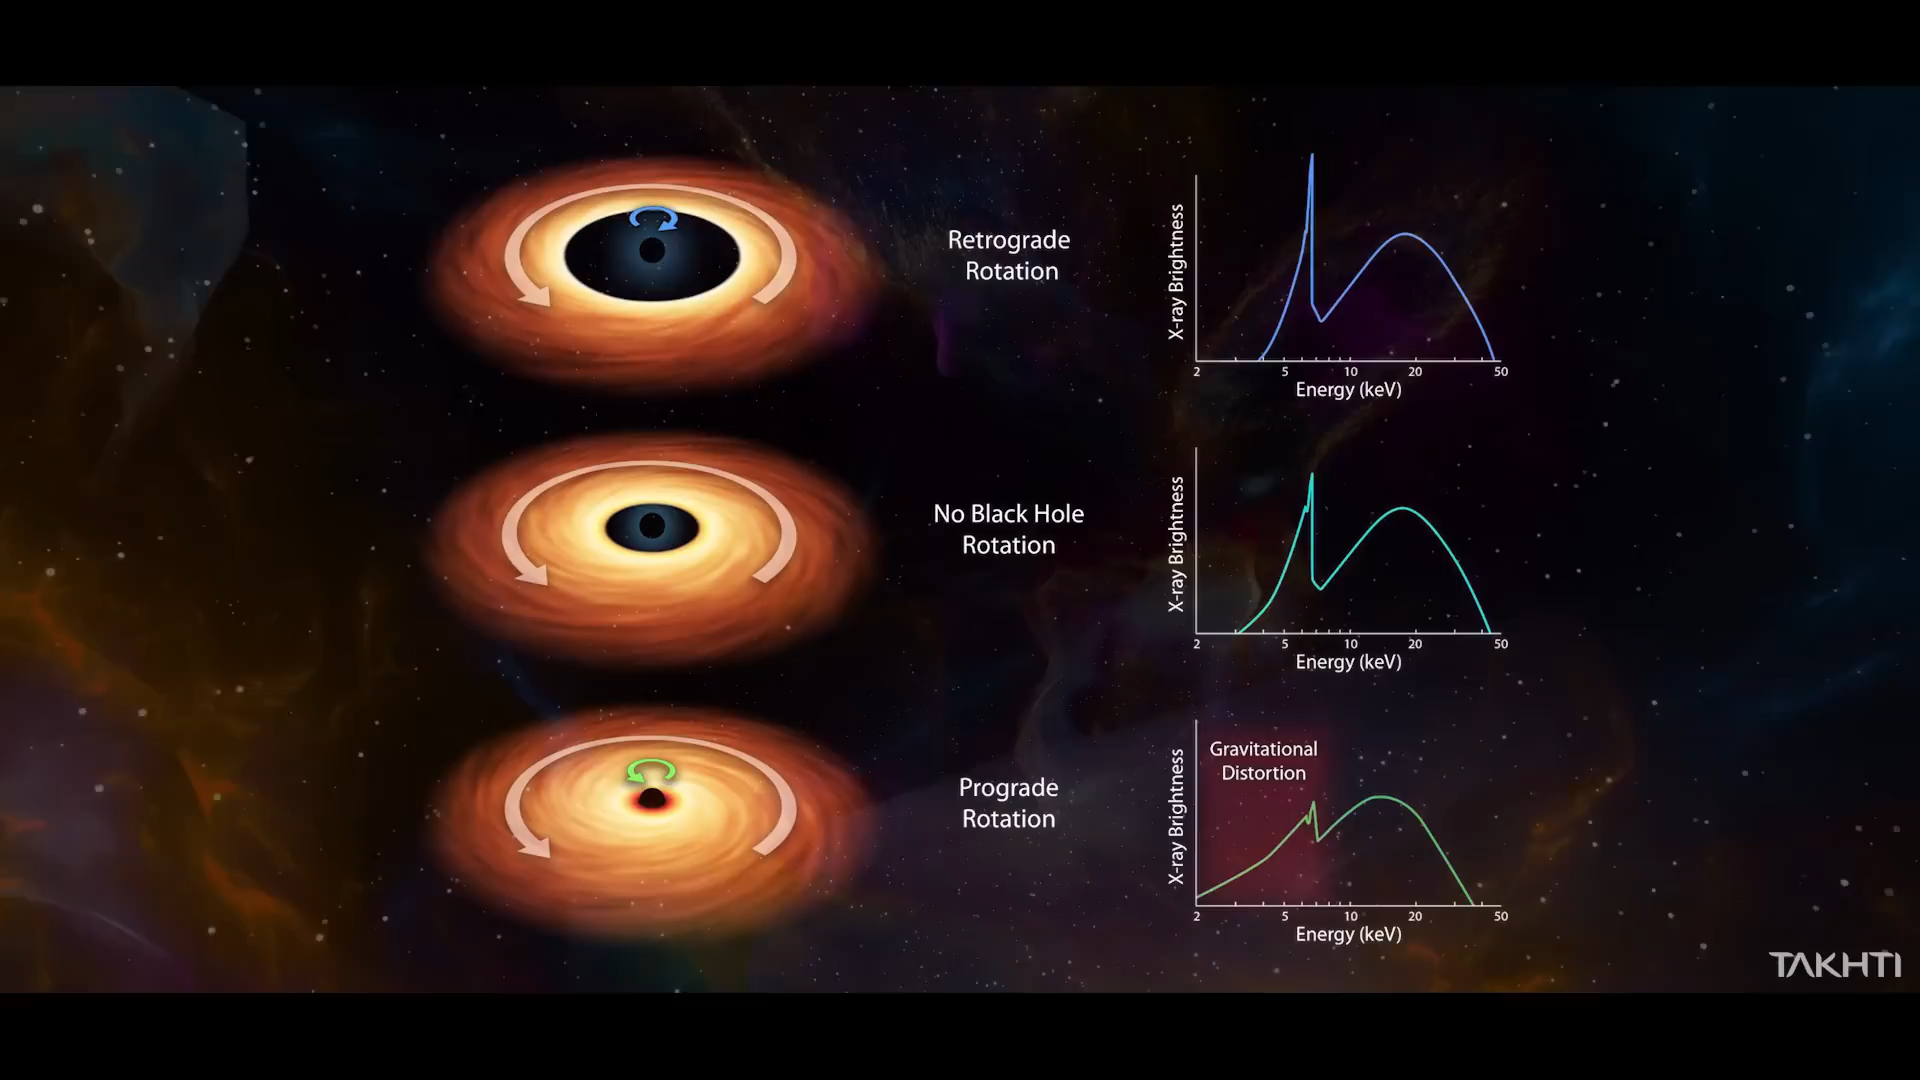 Retrograde
Rotation
X-ray Brightness
2 5 10 20 50
Energy (keV)
No Black Hole
Rotation
X-ray Brightness
2 5 10 20 50
Energy (keV)
Prograde
Rotation
Gravitational
Distortion
X-ray Brightness
2 5 10 20 50
Energy (keV)
TAKHTI